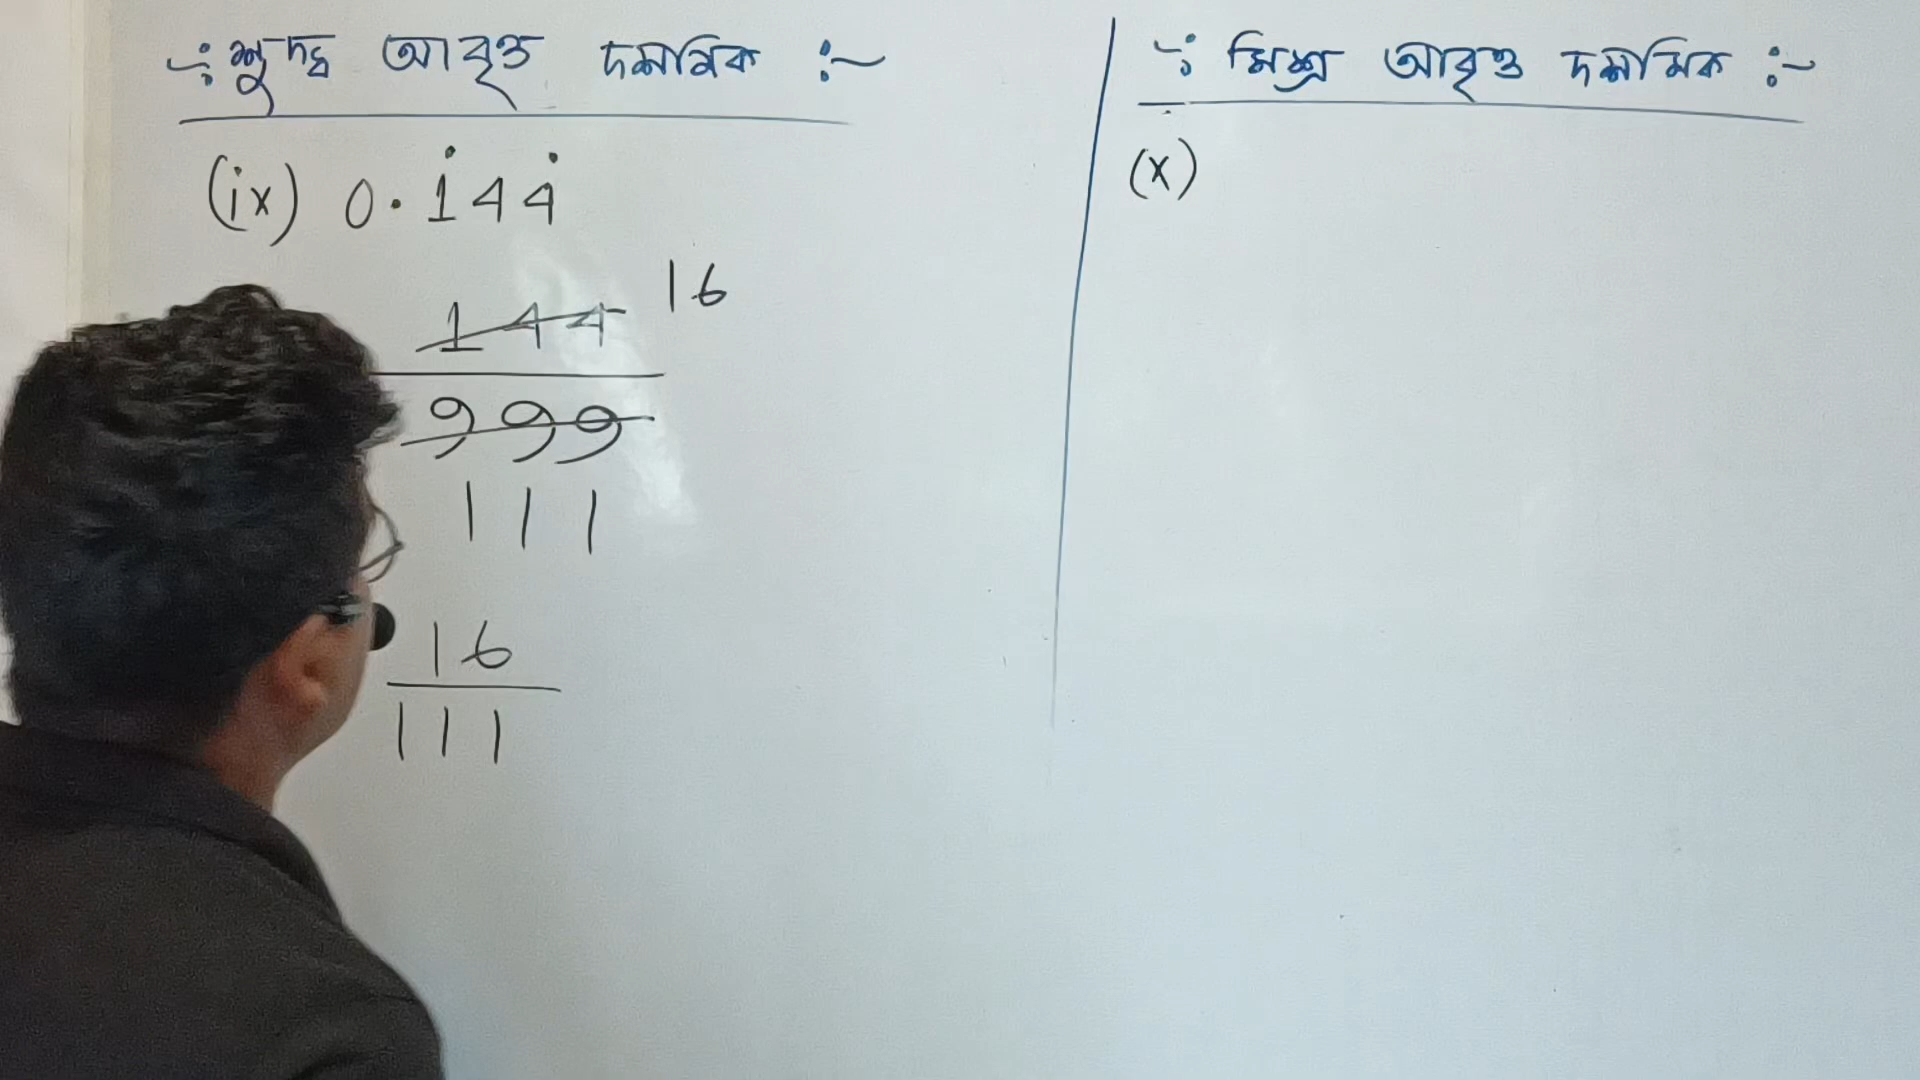 -: শুদ্ধ আবৃত্ত দশমিক :-
(ix) 0.1̇44̇
144 16
999
111
16
111
-: মিশ্র আবৃত্ত দশমিক :-
(x)